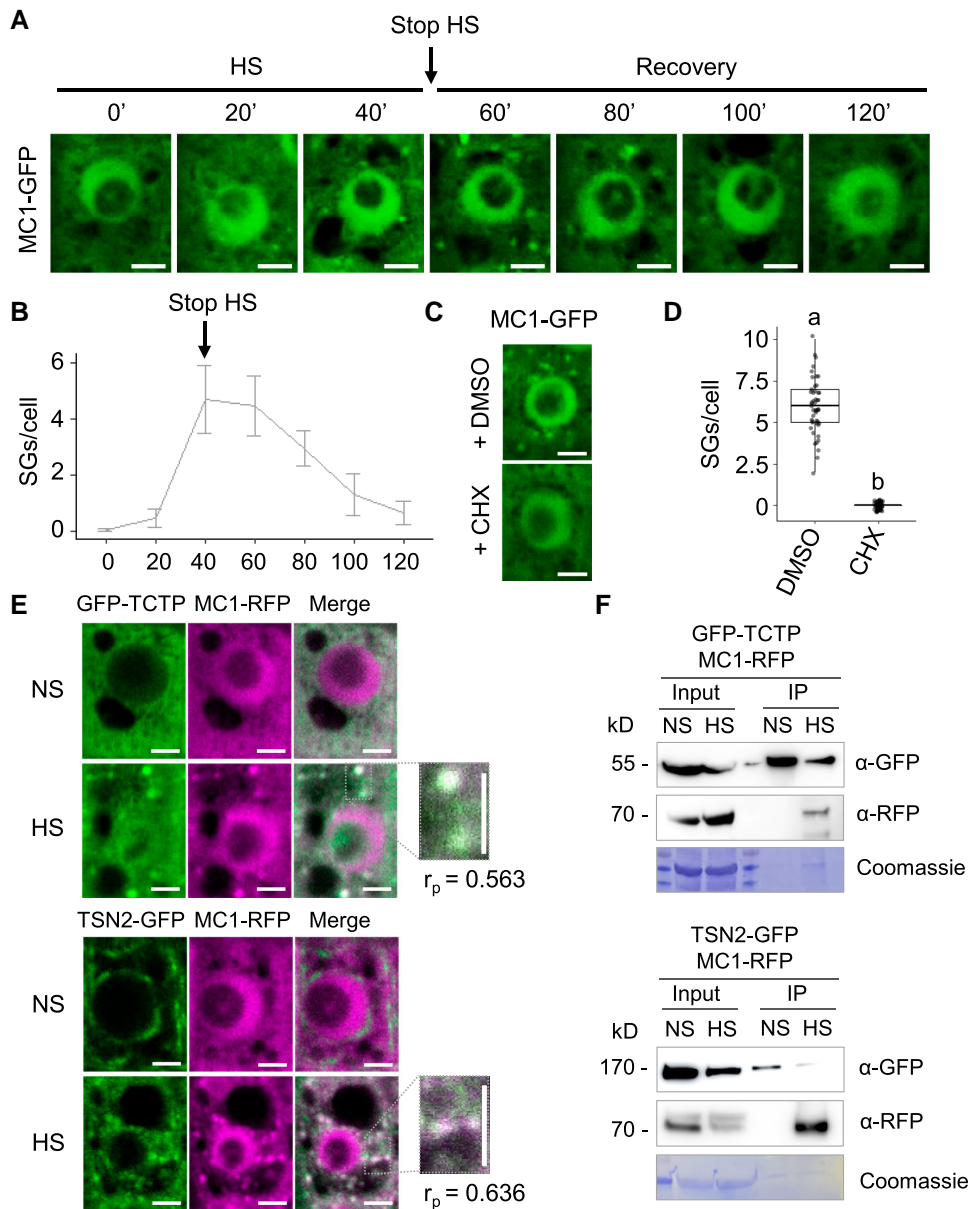 A
Stop HS
HS
Recovery
0’ 20’ 40’ 60’ 80’ 100’ 120’
MC1-GFP
B
Stop HS
SGs/cell
6
4
2
0
0 20 40 60 80 100 120
C
MC1-GFP
+ DMSO
+ CHX
D
SGs/cell
10
7.5
5
2.5
0
a
b
DMSO
CHX
E
GFP-TCTP MC1-RFP Merge
NS
HS
rp = 0.563
TSN2-GFP MC1-RFP Merge
NS
HS
rp = 0.636
F
GFP-TCTP
MC1-RFP
Input IP
kD NS HS NS HS
55 - α-GFP
70 - α-RFP
Coomassie
TSN2-GFP
MC1-RFP
Input IP
kD NS HS NS HS
170 - α-GFP
70 - α-RFP
Coomassie